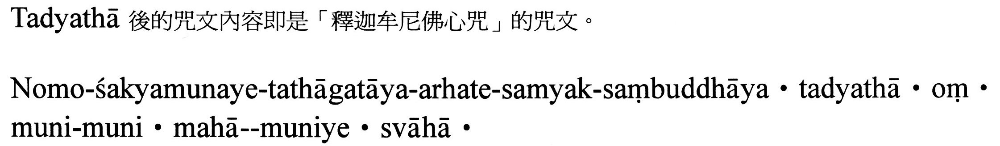 Tadyathā 後的咒文內容即是「釋迦牟尼佛心咒」的咒文。
Nomo-śakyamunaye-tathāgatāya-arhate-samyak-saṃbuddhāya・tadyathā・oṃ・
muni-muni・mahā--muniye・svāhā・